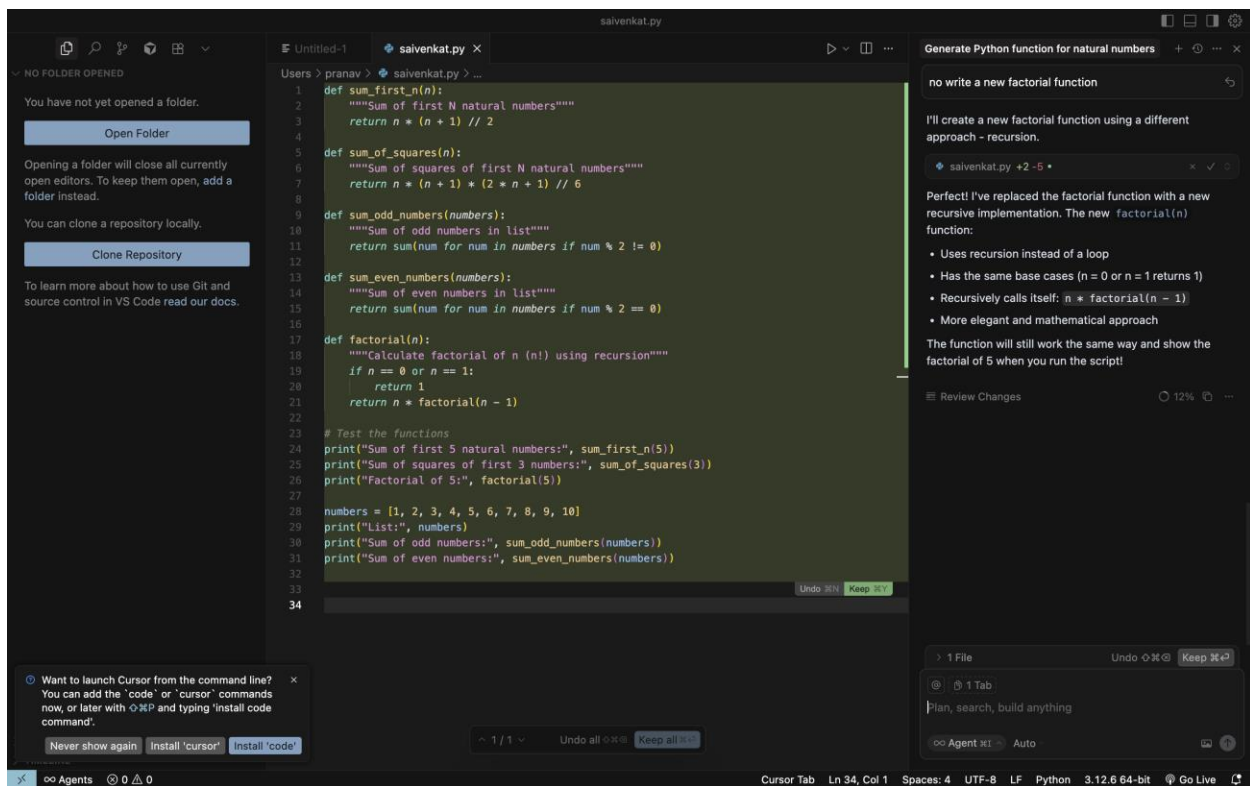 saivenkat.py
NO FOLDER OPENED
You have not yet opened a folder.
Open Folder
Opening a folder will close all currently
open editors. To keep them open, add a
folder instead.
You can clone a repository locally.
Clone Repository
To learn more about how to use Git and
source control in VS Code read our docs.
Untitled-1
saivenkat.py
Users > pranav > saivenkat.py > ...
1 def sum_first_n(n):
2     """Sum of first N natural numbers"""
3     return n * (n + 1) // 2
4
5 def sum_of_squares(n):
6     """Sum of squares of first N natural numbers"""
7     return n * (n + 1) * (2 * n + 1) // 6
8
9 def sum_odd_numbers(numbers):
10     """Sum of odd numbers in list"""
11     return sum(num for num in numbers if num % 2 != 0)
12
13 def sum_even_numbers(numbers):
14     """Sum of even numbers in list"""
15     return sum(num for num in numbers if num % 2 == 0)
16
17 def factorial(n):
18     """Calculate factorial of n (n!) using recursion"""
19     if n == 0 or n == 1:
20         return 1
21     return n * factorial(n - 1)
22
23 # Test the functions
24 print("Sum of first 5 natural numbers:", sum_first_n(5))
25 print("Sum of squares of first 3 numbers:", sum_of_squares(3))
26 print("Factorial of 5:", factorial(5))
27
28 numbers = [1, 2, 3, 4, 5, 6, 7, 8, 9, 10]
29 print("List:", numbers)
30 print("Sum of odd numbers:", sum_odd_numbers(numbers))
31 print("Sum of even numbers:", sum_even_numbers(numbers))
32
33
34
Undo ⌘N Keep ⌘Y
1 / 1 Undo all ⇧⌘⌫ Keep all ⌘⏎
Generate Python function for natural numbers
no write a new factorial function
I'll create a new factorial function using a different
approach - recursion.
saivenkat.py +2 -5 •
Perfect! I've replaced the factorial function with a new
recursive implementation. The new factorial(n)
function:
• Uses recursion instead of a loop
• Has the same base cases (n = 0 or n = 1 returns 1)
• Recursively calls itself: n * factorial(n - 1)
• More elegant and mathematical approach
The function will still work the same way and show the
factorial of 5 when you run the script!
Review Changes 12%
> 1 File Undo ⇧⌘⌫ Keep ⌘⏎
@ 1 Tab
Plan, search, build anything
∞ Agent ⌘I Auto
Want to launch Cursor from the command line?
You can add the `code` or `cursor` commands
now, or later with ⇧⌘P and typing 'install code
command'.
Never show again Install 'cursor' Install 'code'
Agents 0 0 Cursor Tab Ln 34, Col 1 Spaces: 4 UTF-8 LF Python 3.12.6 64-bit Go Live